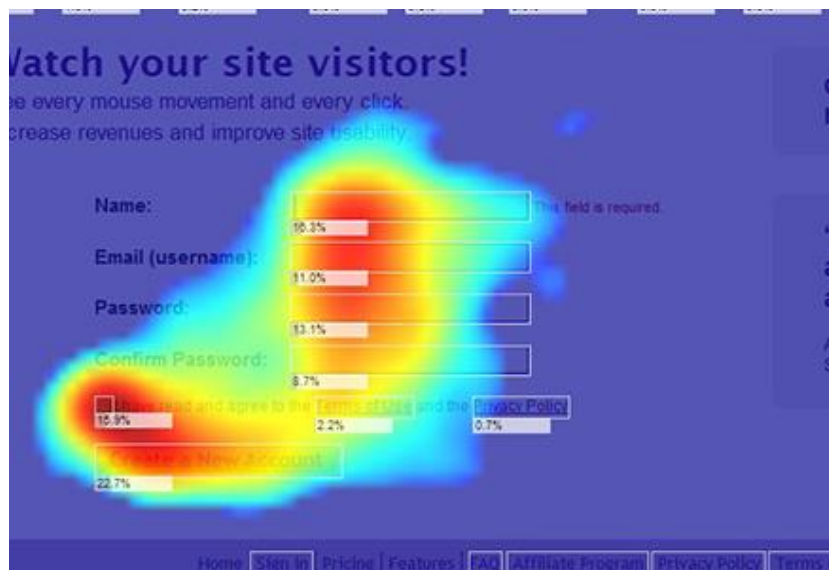 Watch your site visitors!
ee every mouse movement and every click.
crease revenues and improve site usability.
Name:
This field is required.
16.3%
Email (username):
11.0%
Password:
13.1%
Confirm Password:
8.7%
have read and agree to the Terms of Use and the Privacy Policy
2.2%
0.7%
Create a New Account
22.7%
Home Sign In Pricing Features FAQ Affiliate Program Privacy Policy Terms